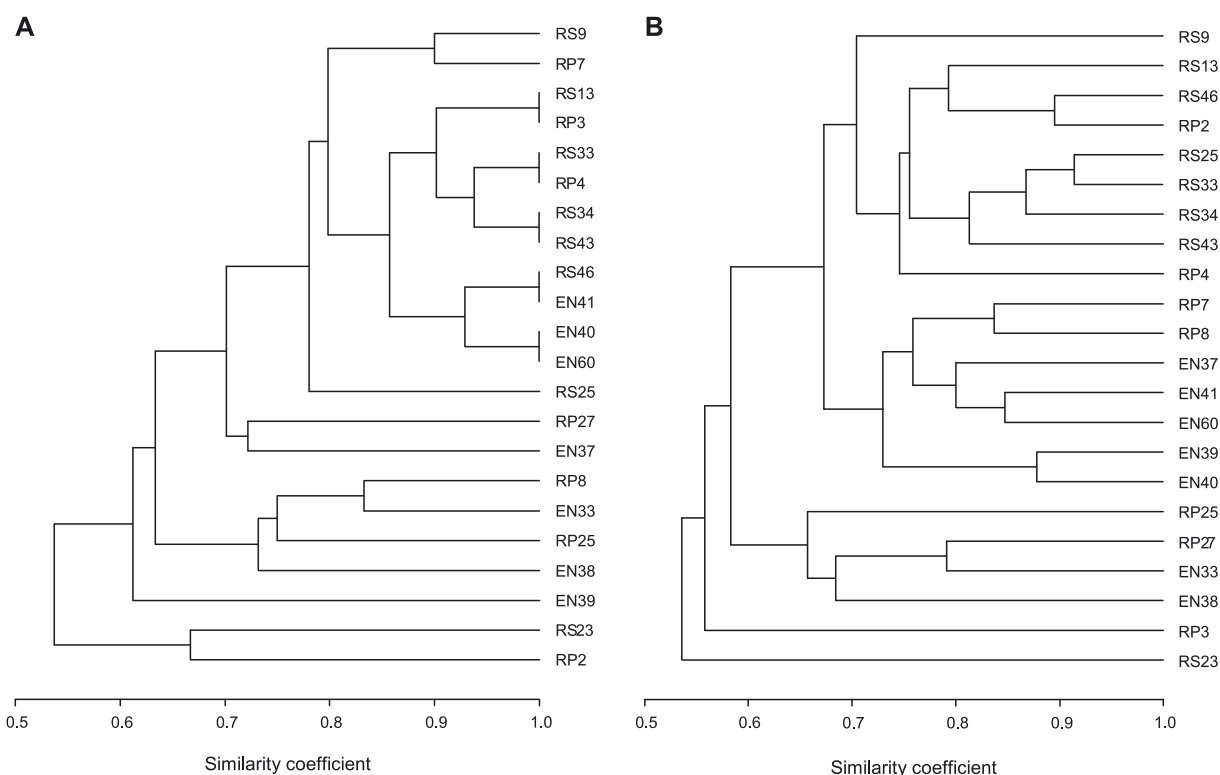 A
RS9
RP7
RS13
RP3
RS33
RP4
RS34
RS43
RS46
EN41
EN40
EN60
RS25
RP27
EN37
RP8
EN33
RP25
EN38
EN39
RS23
RP2
0.5 0.6 0.7 0.8 0.9 1.0
Similarity coefficient
B
RS9
RS13
RS46
RP2
RS25
RS33
RS34
RS43
RP4
RP7
RP8
EN37
EN41
EN60
EN39
EN40
RP25
RP27
EN33
EN38
RP3
RS23
0.5 0.6 0.7 0.8 0.9 1.0
Similarity coefficient